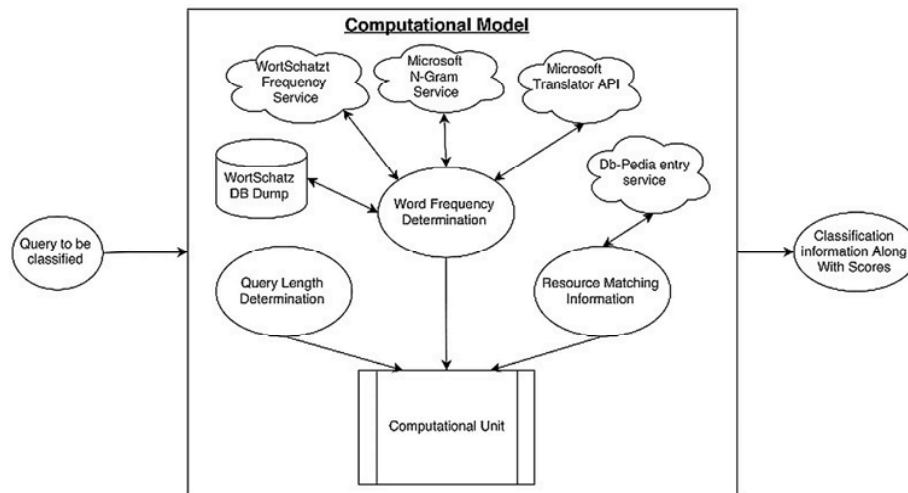 Computational Model
WortSchatzt
Frequency
Service
Microsoft
N-Gram
Service
Microsoft
Translator API
WortSchatz
DB Dump
Word Frequency
Determination
Db-Pedia entry
service
Query to be
classified
Query Length
Determination
Resource Matching
Information
Classification
information Along
With Scores
Computational Unit